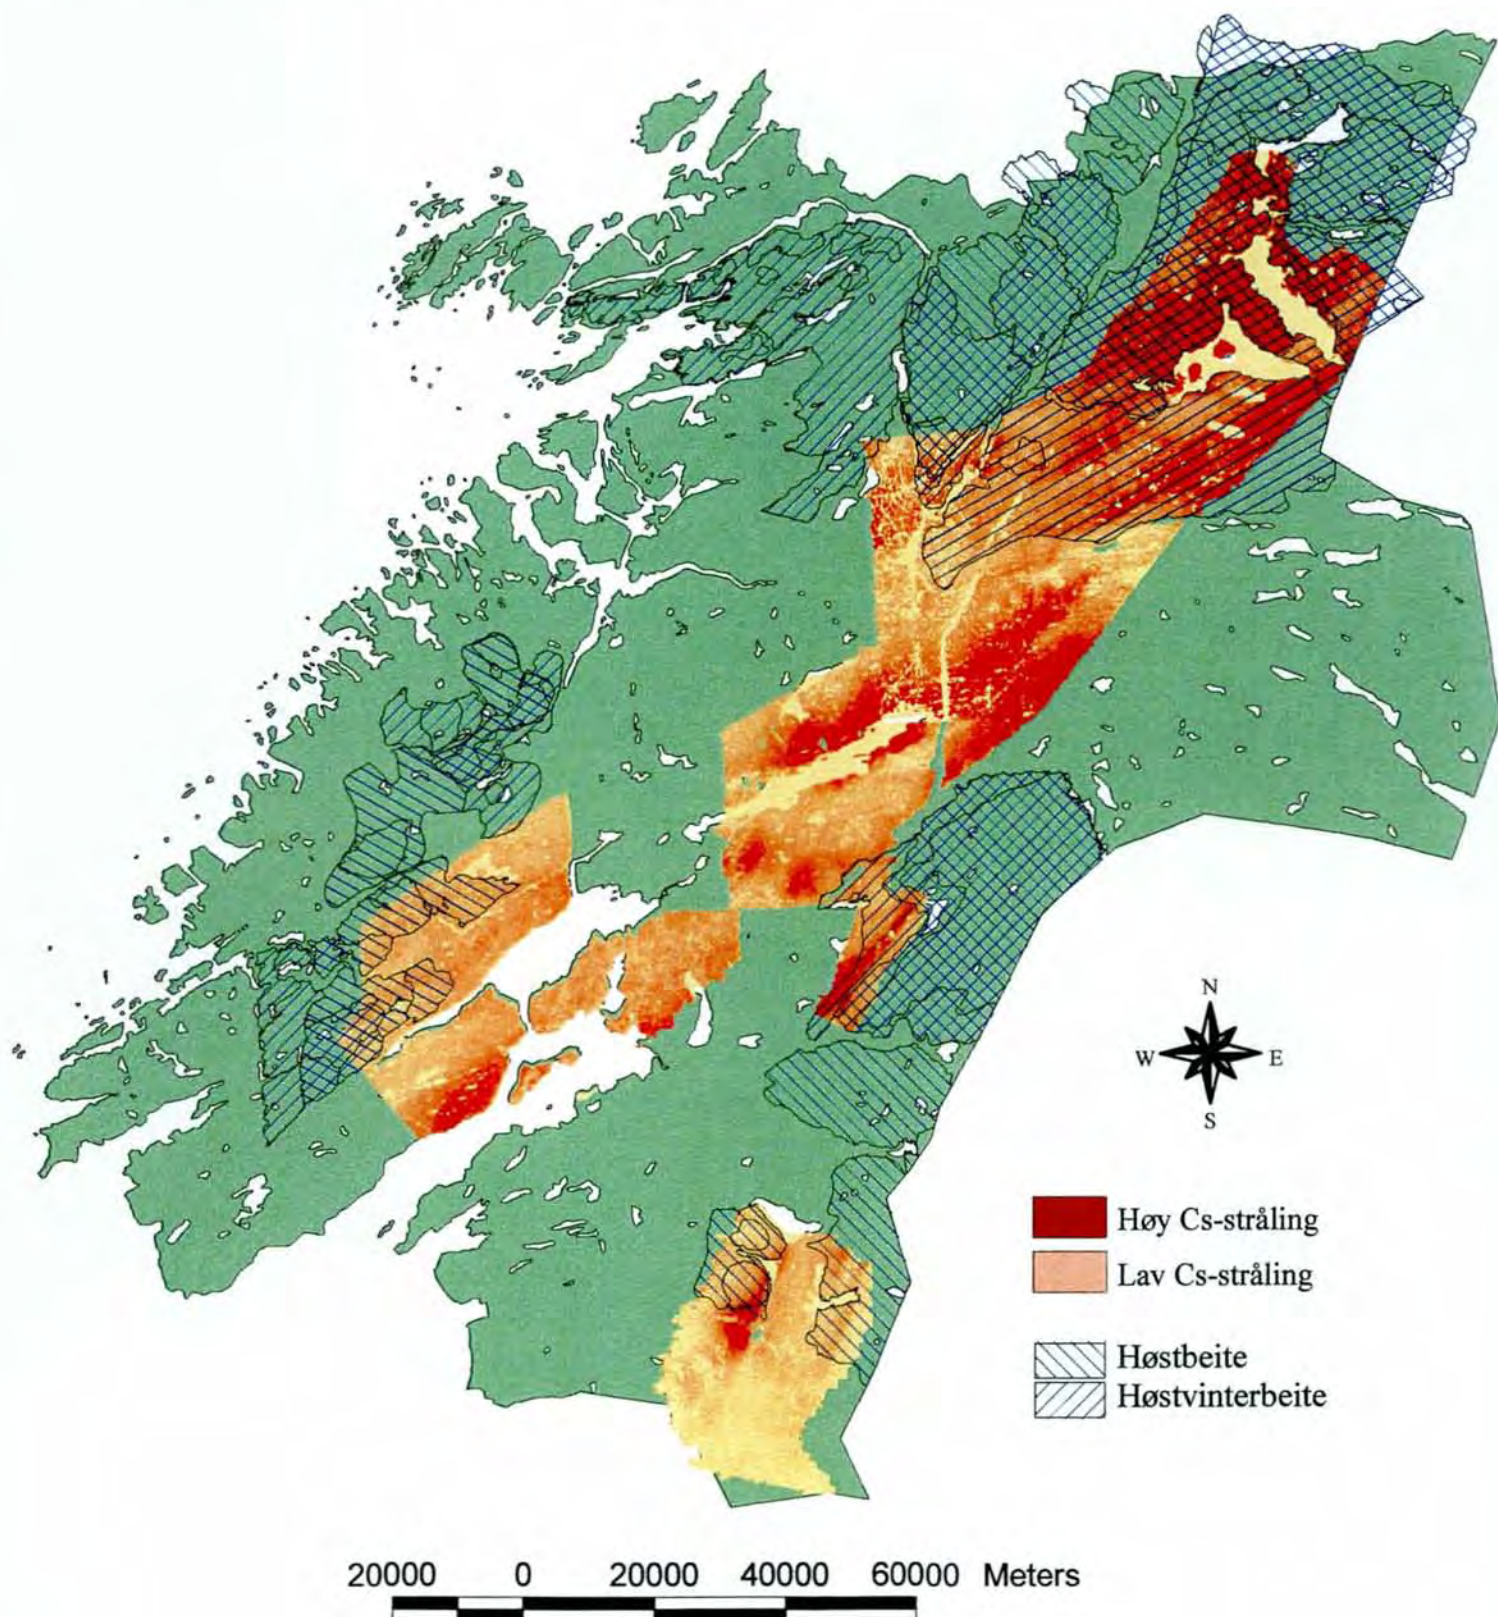 N
W E
S
Høy Cs-stråling
Lav Cs-stråling
Høstbeite
Høstvinterbeite
20000 0 20000 40000 60000 Meters